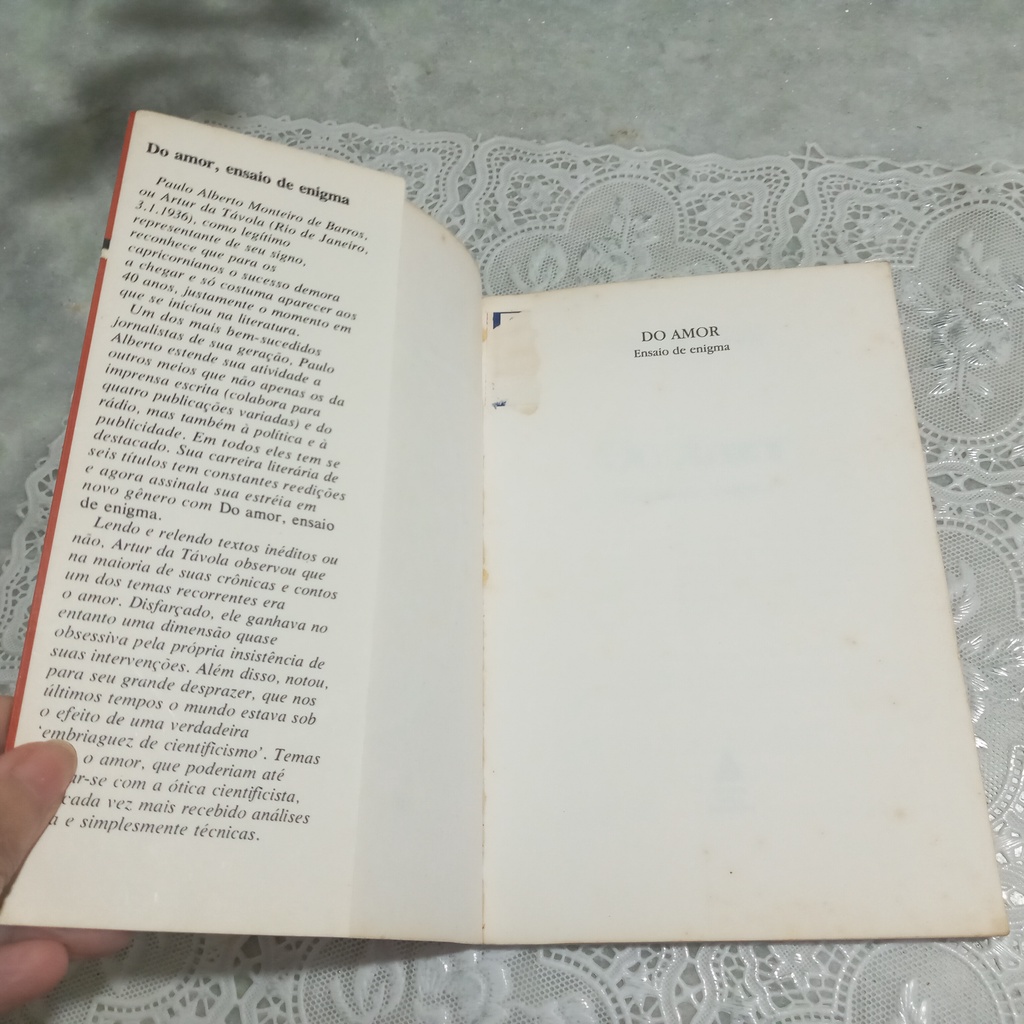 Do amor, ensaio de enigma
Paulo Alberto Monteiro de Barros,
ou Artur da Távola (Rio de Janeiro,
3.1.1936), como legítimo
representante de seu signo,
reconhece que para os
capricornianos o sucesso demora
a chegar e só costuma aparecer aos
40 anos, justamente o momento em
que se iniciou na literatura.
Um dos mais bem-sucedidos
jornalistas de sua geração, Paulo
Alberto estende sua atividade a
outros meios que não apenas os da
imprensa escrita (colabora para
quatro publicações variadas) e do
rádio, mas também à política e à
publicidade. Em todos eles tem se
destacado. Sua carreira literária de
seis títulos tem constantes reedições
e agora assinala sua estréia em
novo gênero com Do amor, ensaio
de enigma.
Lendo e relendo textos inéditos ou
não, Artur da Távola observou que
na maioria de suas crônicas e contos
um dos temas recorrentes era
o amor. Disfarçado, ele ganhava no
entanto uma dimensão quase
obsessiva pela própria insistência de
suas intervenções. Além disso, notou,
para seu grande desprazer, que nos
últimos tempos o mundo estava sob
o efeito de uma verdadeira
'embriaguez de cientificismo'. Temas
o amor, que poderiam até
ar-se com a ótica cientificista,
cada vez mais recebido análises
e simplesmente técnicas.
DO AMOR
Ensaio de enigma